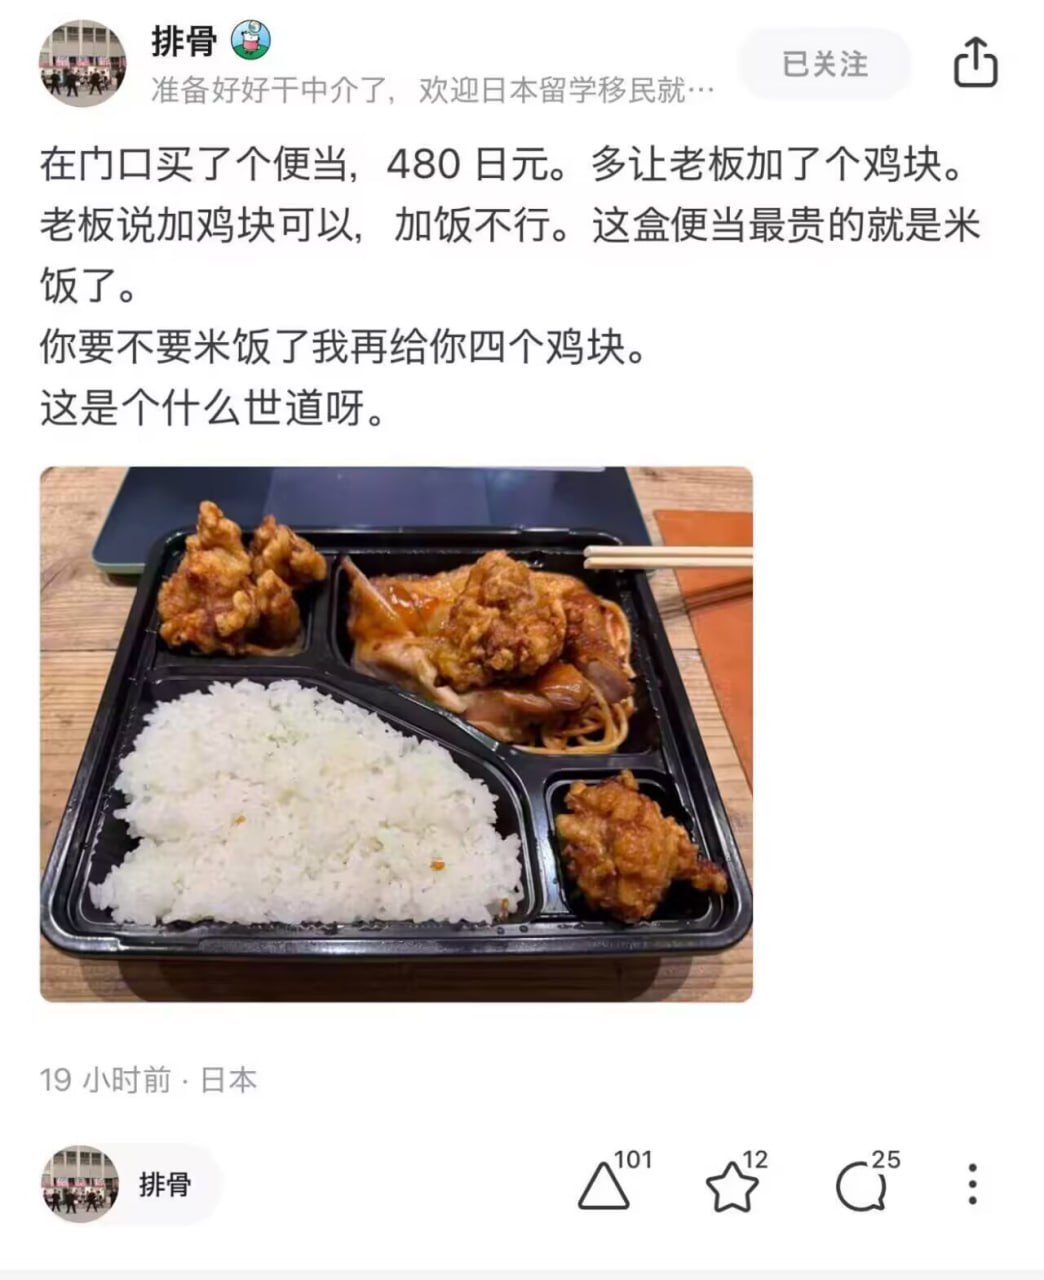 排骨
准备好好干中介了，欢迎日本留学移民就…
已关注
在门口买了个便当，480 日元。多让老板加了个鸡块。
老板说加鸡块可以，加饭不行。这盒便当最贵的就是米
饭了。
你要不要米饭了我再给你四个鸡块。
这是个什么世道呀。
19 小时前 · 日本
排骨
101
12
25